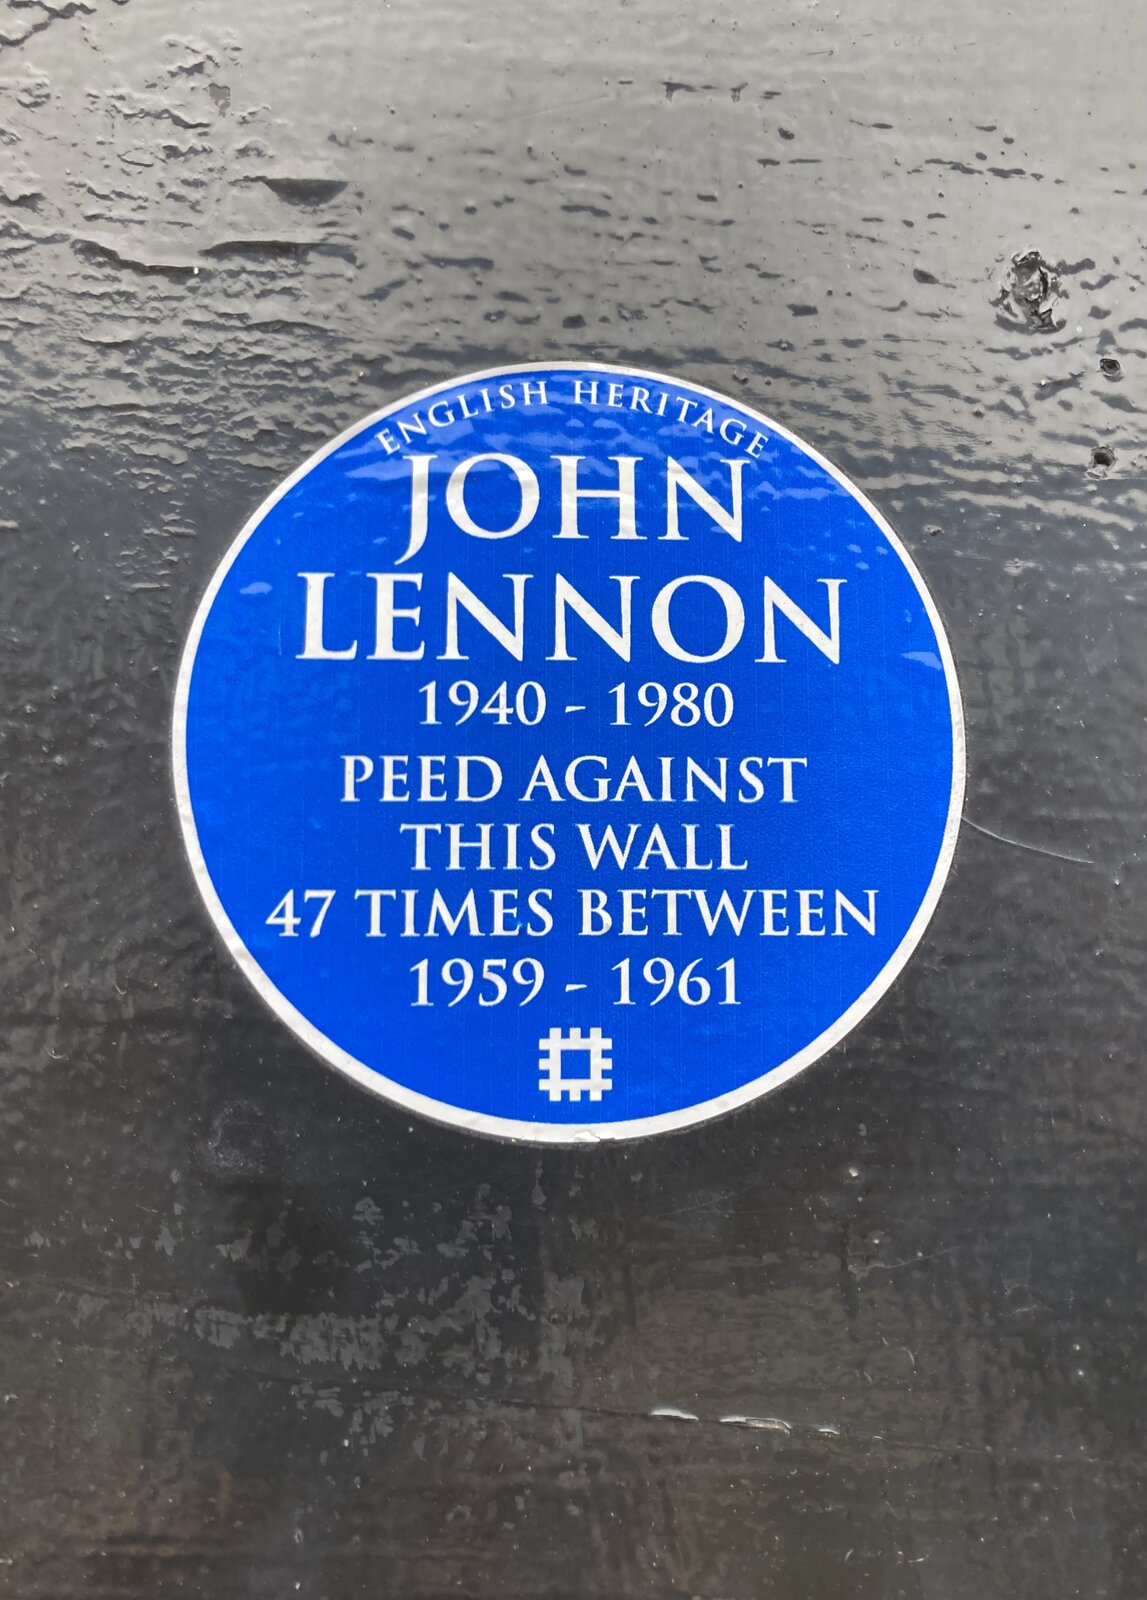 ENGLISH HERITAGE
JOHN
LENNON
1940 - 1980
PEED AGAINST
THIS WALL
47 TIMES BETWEEN
1959 - 1961